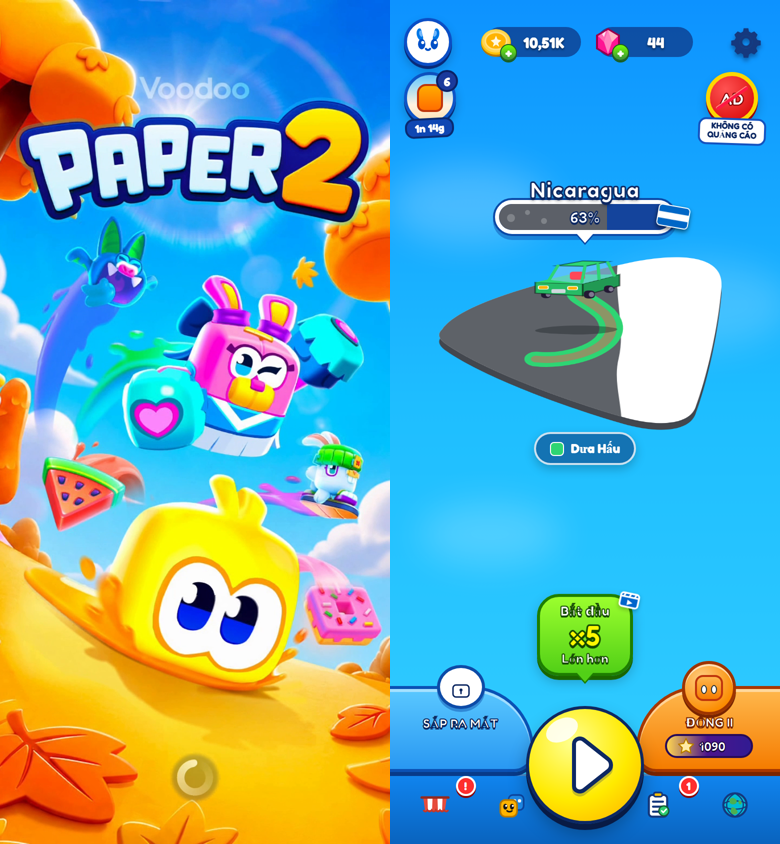 Voodoo
PAPER 2
10,51K
44
6
1n 14g
AD
KHÔNG CÓ
QUẢNG CÁO
Nicaragua
63%
Dưa Hấu
Bắt đầu
x5
Lớn hơn
SẮP RA MẮT
ĐỒNG II
1090
!
1